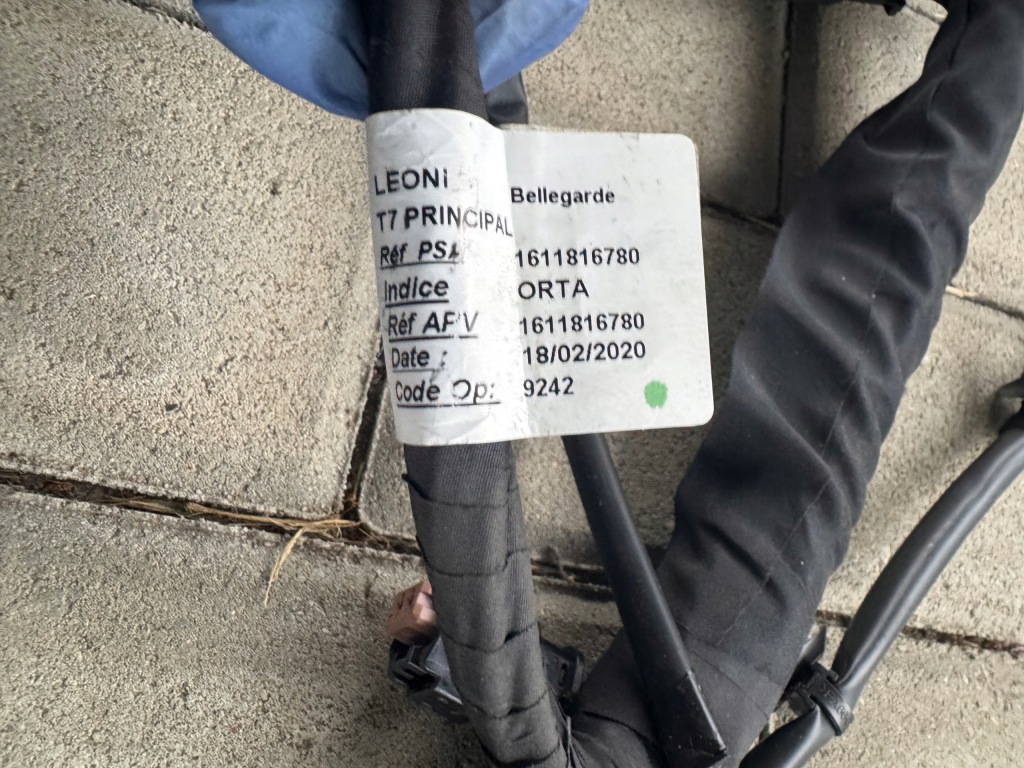 LEONI Bellegarde
T7 PRINCIPAL
Réf PSA 1611816780
Indice ORTA
Réf APV 1611816780
Date : 18/02/2020
Code Op: 9242